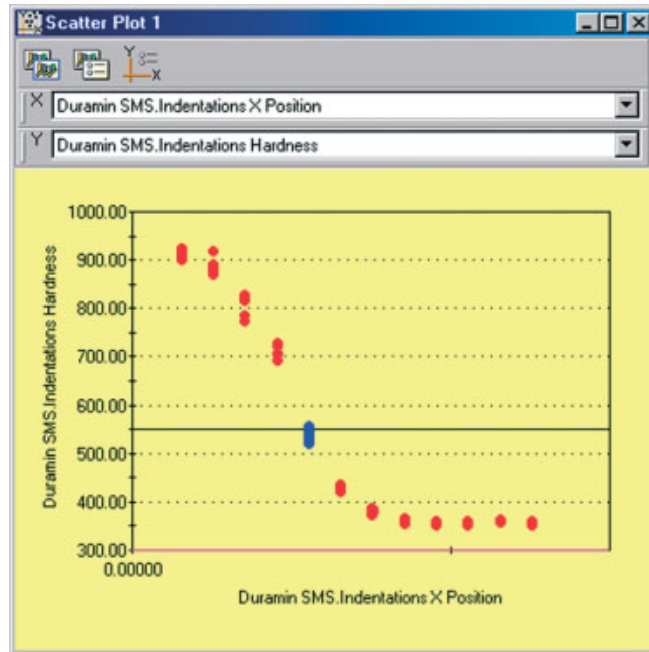 Scatter Plot 1
Y
X
X Duramin SMS.Indentations X Position
Y Duramin SMS.Indentations Hardness
1000.00
900.00
800.00
700.00
600.00
500.00
400.00
300.00
Duramin SMS.Indentations Hardness
0.00000
Duramin SMS.Indentations X Position